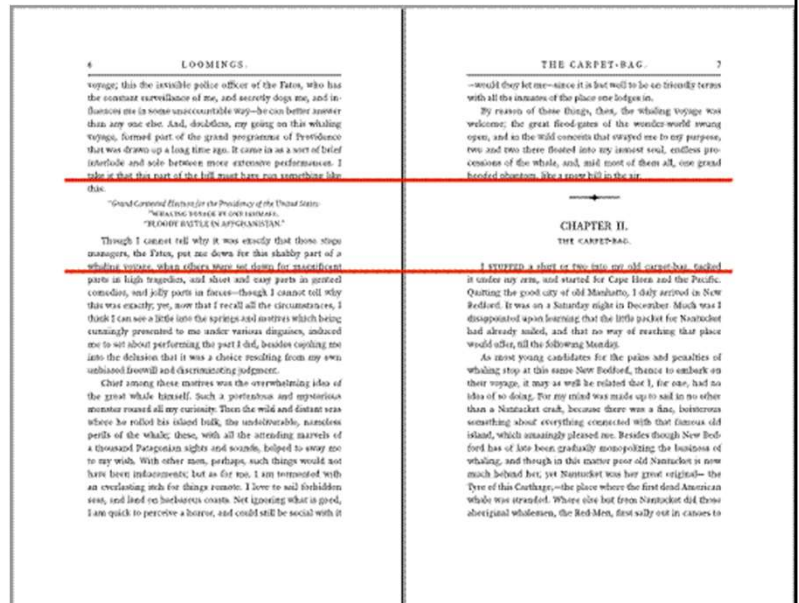 6 LOOMINGS.
voyage; this the invisible police officer of the Fates, who has
the constant surveillance of me, and secretly dogs me, and in-
fluences me in some unaccountable way—he can better answer
than any one else. And, doubtless, my going on this whaling
voyage, formed part of the grand programme of Providence
that was drawn up a long time ago. It came in as a sort of brief
interlude and solo between more extensive performances. I
take it that this part of the bill must have run something like
this:
"Grand Contested Election for the Presidency of the United States.
"WHALING VOYAGE BY ONE ISHMAEL.
"BLOODY BATTLE IN AFFGHANISTAN."
Though I cannot tell why it was exactly that those stage
managers, the Fates, put me down for this shabby part of a
whaling voyage, when others were set down for magnificent
parts in high tragedies, and short and easy parts in genteel
comedies, and jolly parts in farces—though I cannot tell why
this was exactly; yet, now that I recall all the circumstances, I
think I can see a little into the springs and motives which being
cunningly presented to me under various disguises, induced
me to set about performing the part I did, besides cajoling me
into the delusion that it was a choice resulting from my own
unbiased freewill and discriminating judgment.
Chief among these motives was the overwhelming idea of
the great whale himself. Such a portentous and mysterious
monster roused all my curiosity. Then the wild and distant seas
where he rolled his island bulk; the undeliverable, nameless
perils of the whale; these, with all the attending marvels of
a thousand Patagonian sights and sounds, helped to sway me
to my wish. With other men, perhaps, such things would not
have been inducements; but as for me, I am tormented with
an everlasting itch for things remote. I love to sail forbidden
seas, and land on barbarous coasts. Not ignoring what is good,
I am quick to perceive a horror, and could still be social with it
THE CARPET-BAG. 7
—would they let me—since it is but well to be on friendly terms
with all the inmates of the place one lodges in.
By reason of these things, then, the whaling voyage was
welcome; the great flood-gates of the wonder-world swung
open, and in the wild conceits that swayed me to my purpose,
two and two there floated into my inmost soul, endless pro-
cessions of the whale, and, mid most of them all, one grand
hooded phantom, like a snow hill in the air.
CHAPTER II.
THE CARPET-BAG.
I STUFFED a shirt or two into my old carpet-bag, tucked
it under my arm, and started for Cape Horn and the Pacific.
Quitting the good city of old Manhatto, I duly arrived in New
Bedford. It was on a Saturday night in December. Much was I
disappointed upon learning that the little packet for Nantucket
had already sailed, and that no way of reaching that place
would offer, till the following Monday.
As most young candidates for the pains and penalties of
whaling stop at this same New Bedford, thence to embark on
their voyage, it may as well be related that I, for one, had no
idea of so doing. For my mind was made up to sail in no other
than a Nantucket craft, because there was a fine, boisterous
something about everything connected with that famous old
island, which amazingly pleased me. Besides though New Bed-
ford has of late been gradually monopolizing the business of
whaling, and though in this matter poor old Nantucket is now
much behind her, yet Nantucket was her great original— the
Tyre of this Carthage;—the place where the first dead American
whale was stranded. Where else but from Nantucket did those
aboriginal whalemen, the Red-Men, first sally out in canoes to